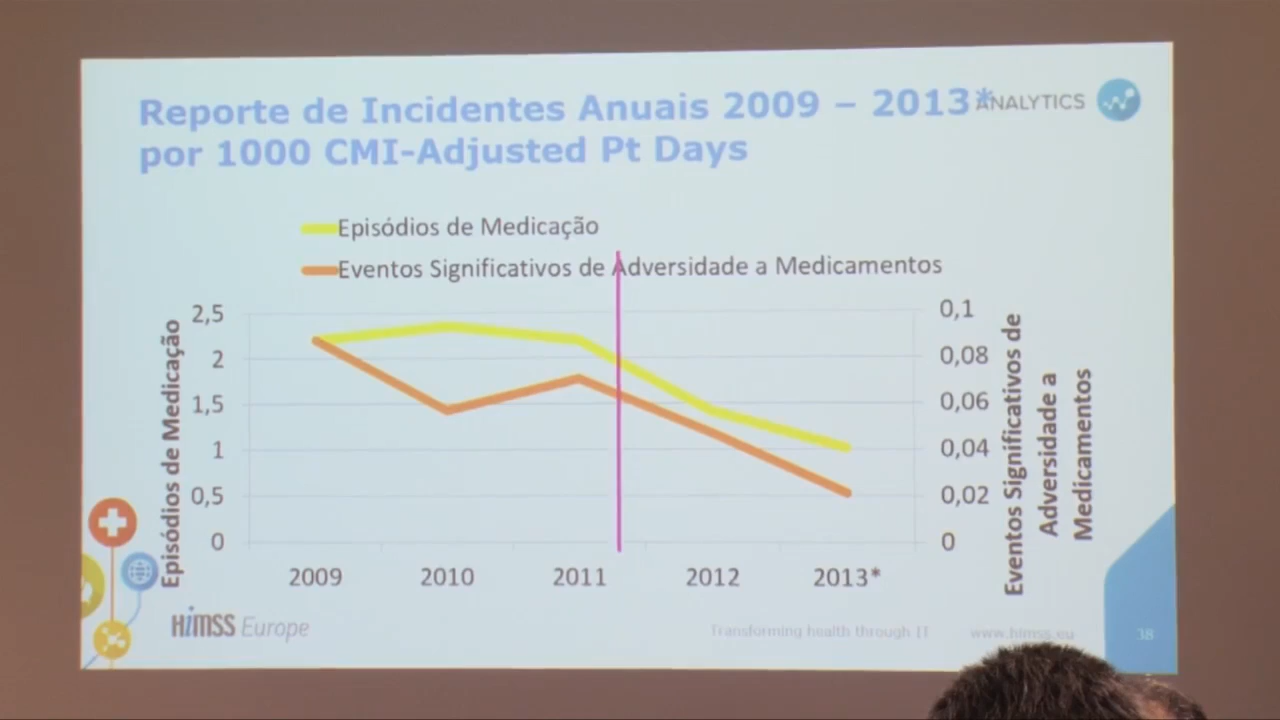 Reporte de Incidentes Anuais 2009 – 2013*
por 1000 CMI-Adjusted Pt Days
ANALYTICS
Episódios de Medicação
Eventos Significativos de Adversidade a Medicamentos
Episódios de Medicação
2,5
2
1,5
1
0,5
0
0,1
0,08
0,06
0,04
0,02
0
Eventos Significativos de
Adversidade a
Medicamentos
2009 2010 2011 2012 2013*
HiMSS Europe
Transforming health through IT
www.himss.eu
38